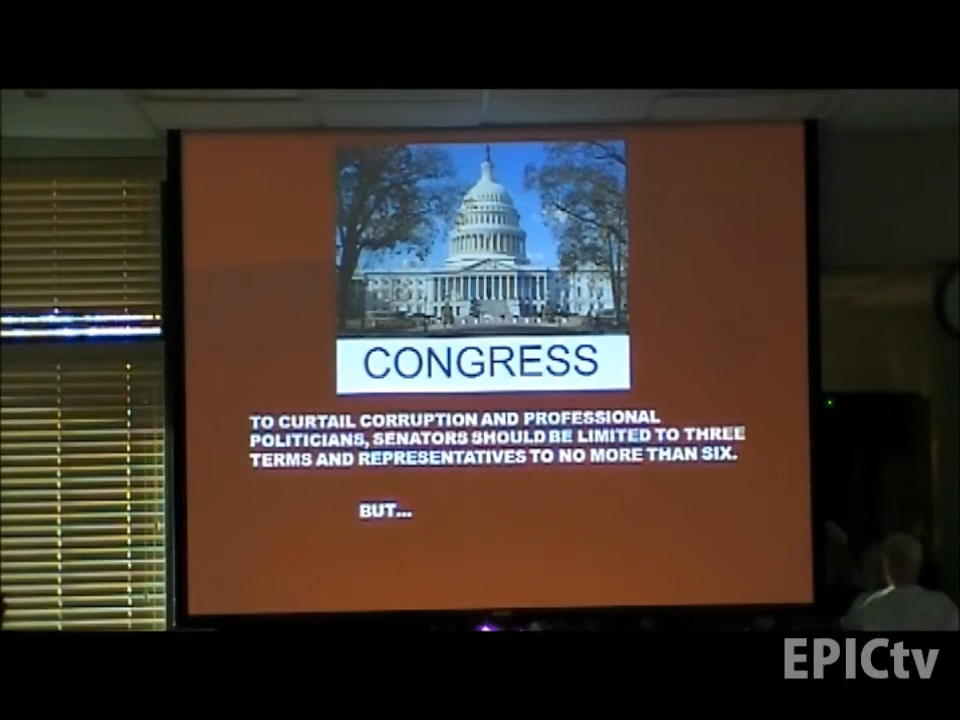 CONGRESS
TO CURTAIL CORRUPTION AND PROFESSIONAL
POLITICIANS, SENATORS SHOULD BE LIMITED TO THREE
TERMS AND REPRESENTATIVES TO NO MORE THAN SIX.
BUT...
EPICtv